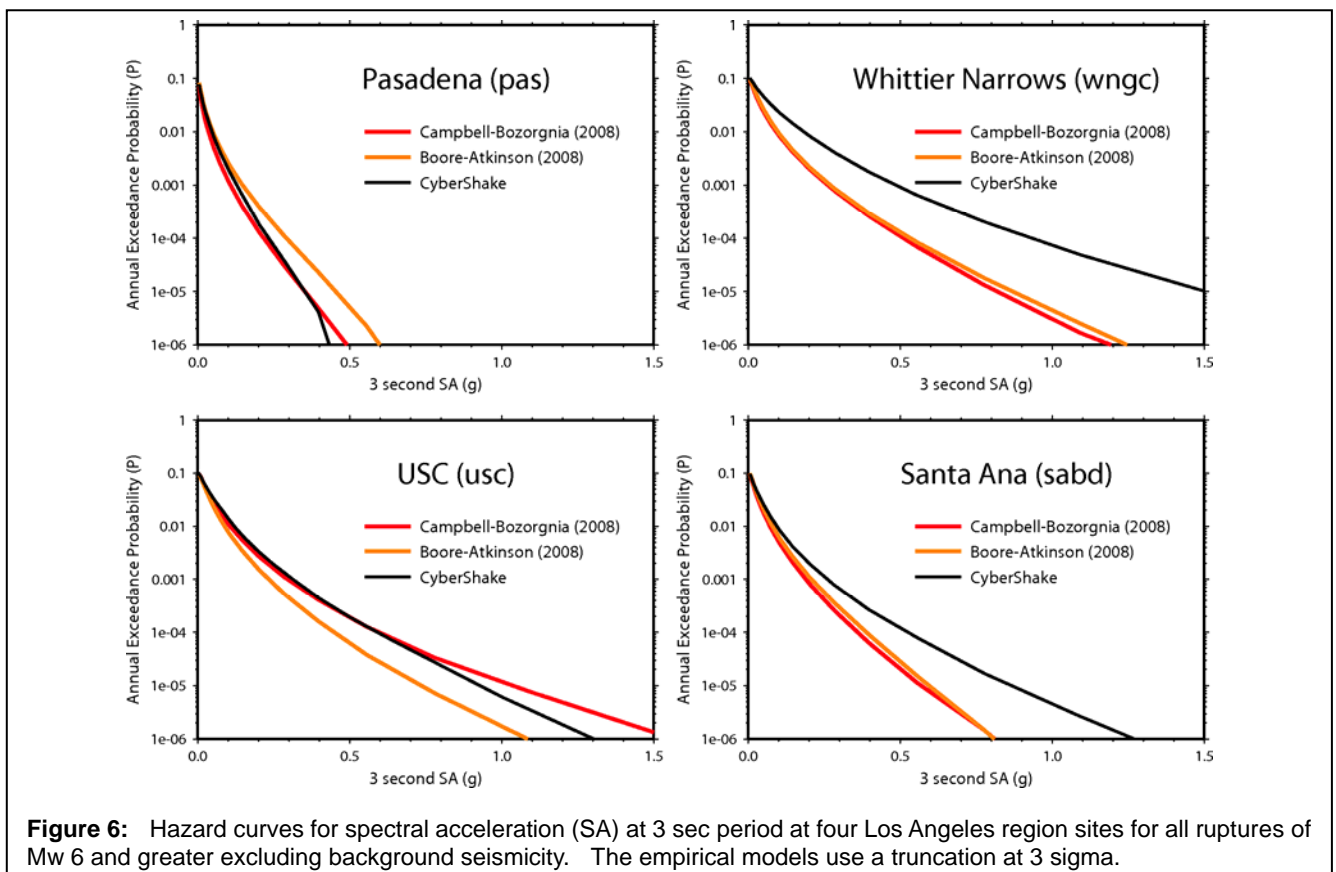 Pasadena (pas)
Campbell-Bozorgnia (2008)
Boore-Atkinson (2008)
CyberShake
Annual Exceedance Probability (P)
1
0.1
0.01
0.001
1e-04
1e-05
1e-06
0.0 0.5 1.0 1.5
3 second SA (g)
Whittier Narrows (wngc)
Campbell-Bozorgnia (2008)
Boore-Atkinson (2008)
CyberShake
Annual Exceedance Probability (P)
1
0.1
0.01
0.001
1e-04
1e-05
1e-06
0.0 0.5 1.0 1.5
3 second SA (g)
USC (usc)
Campbell-Bozorgnia (2008)
Boore-Atkinson (2008)
CyberShake
Annual Exceedance Probability (P)
1
0.1
0.01
0.001
1e-04
1e-05
1e-06
0.0 0.5 1.0 1.5
3 second SA (g)
Santa Ana (sabd)
Campbell-Bozorgnia (2008)
Boore-Atkinson (2008)
CyberShake
Annual Exceedance Probability (P)
1
0.1
0.01
0.001
1e-04
1e-05
1e-06
0.0 0.5 1.0 1.5
3 second SA (g)
Figure 6: Hazard curves for spectral acceleration (SA) at 3 sec period at four Los Angeles region sites for all ruptures of
Mw 6 and greater excluding background seismicity. The empirical models use a truncation at 3 sigma.